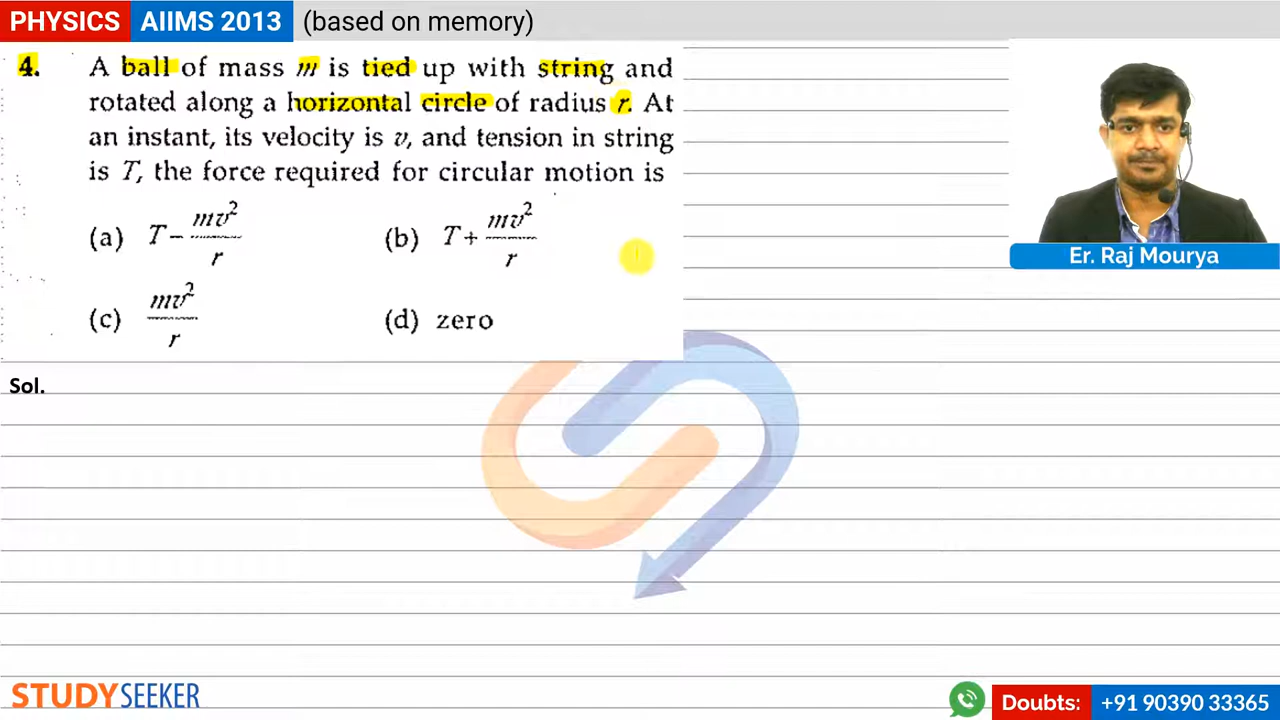 PHYSICS AIIMS 2013 (based on memory)
4. A ball of mass m is tied up with string and
rotated along a horizontal circle of radius r. At
an instant, its velocity is v, and tension in string
is T, the force required for circular motion is
(a) T − mv²/r (b) T + mv²/r
(c) mv²/r (d) zero
Er. Raj Mourya
Sol.
STUDYSEEKER
Doubts: +91 90390 33365